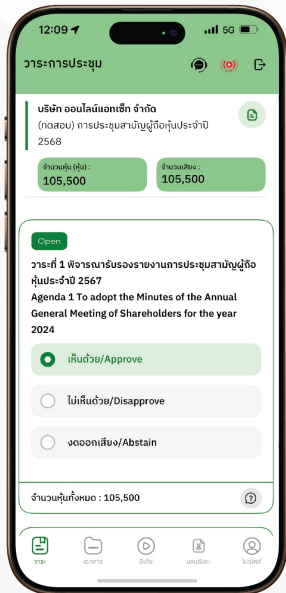 12:09
5G
วาระการประชุม
บริษัท ออนไลน์แอทเซ็ท จำกัด
(ทดสอบ) การประชุมสามัญผู้ถือหุ้นประจำปี
2568
จำนวนหุ้น (หุ้น) :
105,500
จำนวนเสียง :
105,500
Open
วาระที่ 1 พิจารณารับรองรายงานการประชุมสามัญผู้ถือ
หุ้นประจำปี 2567
Agenda 1 To adopt the Minutes of the Annual
General Meeting of Shareholders for the year
2024
เห็นด้วย/Approve
ไม่เห็นด้วย/Disapprove
งดออกเสียง/Abstain
จำนวนหุ้นทั้งหมด : 105,500
วาระ
เอกสาร
มีเดีย
มอบฉันทะ
โปรไฟล์